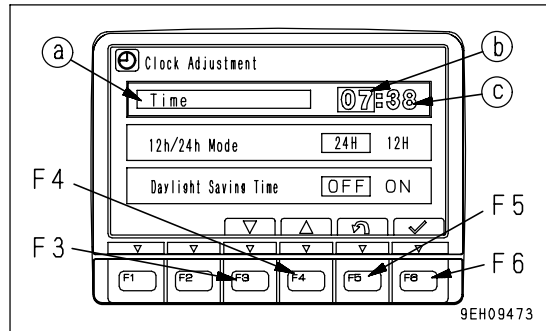 Clock Adjustment
a
b
Time 07:38
c
12h/24h Mode 24H 12H
F4
Daylight Saving Time OFF ON
F5
F3
F6
F1 F2 F3 F4 F5 F6
9EH09473